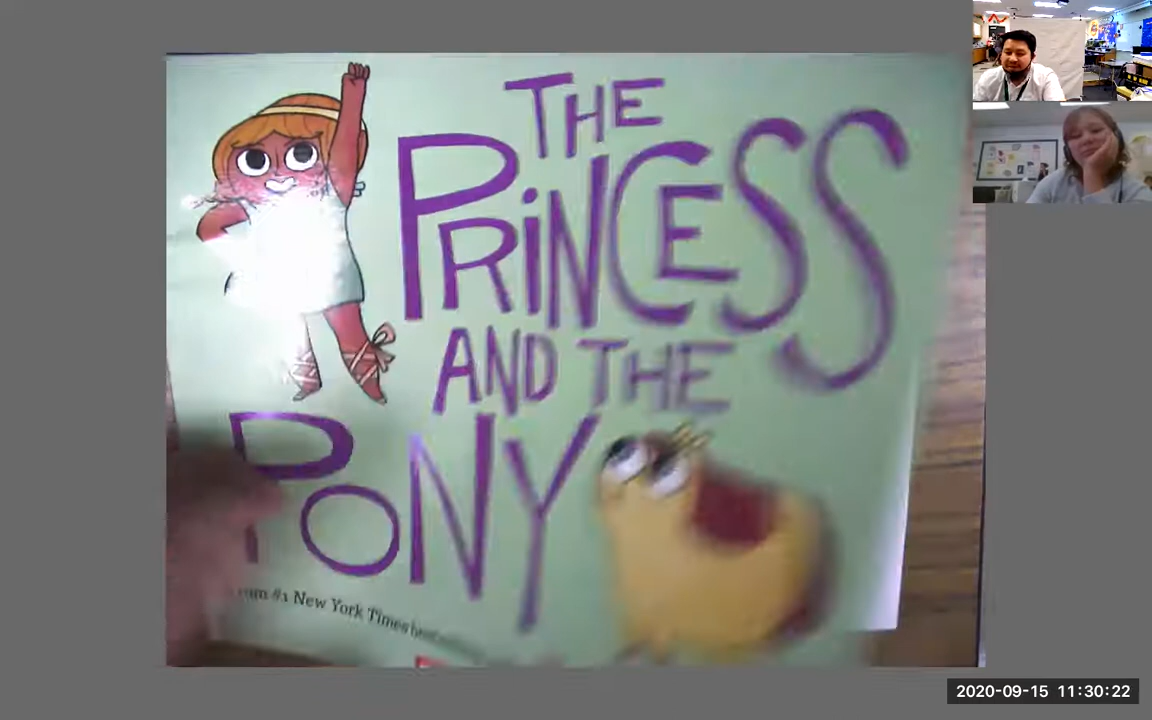 THE
PRiNCESS
AND THE
PONY
#1 New York Times
2020-09-15 11:30:22